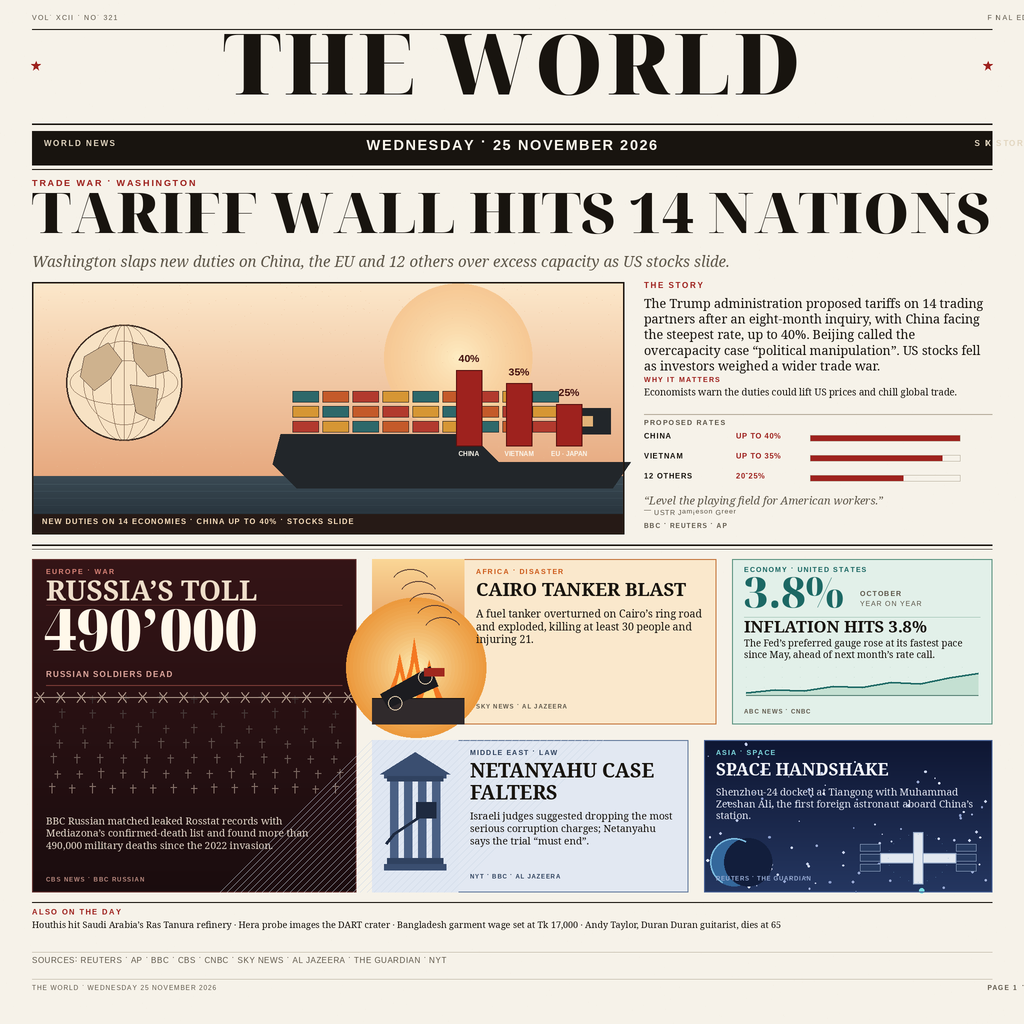 VOL˙ XCII ˙ NO˙ 321
F NAL ED
THE WORLD
WORLD NEWS
WEDNESDAY ˙ 25 NOVEMBER 2026
TRADE WAR ˙ WASHINGTON
TARIFF WALL HITS 14 NATIONS
Washington slaps new duties on China, the EU and 12 others over excess capacity as US stocks slide.
40%
35%
25%
CHINA
VIETNAM
EU · JAPAN
NEW DUTIES ON 14 ECONOMIES ˙ CHINA UP TO 40% ˙ STOCKS SLIDE
THE STORY
The Trump administration proposed tariffs on 14 trading
partners after an eight-month inquiry, with China facing
the steepest rate, up to 40%. Beijing called the
overcapacity case “political manipulation”. US stocks fell
as investors weighed a wider trade war.
WHY IT MATTERS
Economists warn the duties could lift US prices and chill global trade.
PROPOSED RATES
CHINA UP TO 40%
VIETNAM UP TO 35%
12 OTHERS 20˙25%
“Level the playing field for American workers.”
— USTR Jamieson Greer
BBC ˙ REUTERS ˙ AP
EUROPE ˙ WAR
RUSSIA’S TOLL
490’000
RUSSIAN SOLDIERS DEAD
BBC Russian matched leaked Rosstat records with
Mediazona’s confirmed-death list and found more than
490,000 military deaths since the 2022 invasion.
CBS NEWS ˙ BBC RUSSIAN
AFRICA ˙ DISASTER
CAIRO TANKER BLAST
A fuel tanker overturned on Cairo’s ring road
and exploded, killing at least 30 people and
injuring 21.
SKY NEWS ˙ AL JAZEERA
ECONOMY ˙ UNITED STATES
3.8%
OCTOBER
YEAR ON YEAR
INFLATION HITS 3.8%
The Fed’s preferred gauge rose at its fastest pace
since May, ahead of next month’s rate call.
ABC NEWS ˙ CNBC
MIDDLE EAST ˙ LAW
NETANYAHU CASE
FALTERS
Israeli judges suggested dropping the most
serious corruption charges; Netanyahu
says the trial “must end”.
NYT ˙ BBC ˙ AL JAZEERA
ASIA ˙ SPACE
SPACE HANDSHAKE
Shenzhou-24 docked at Tiangong with Muhammad
Zeeshan Ali, the first foreign astronaut aboard China’s
station.
REUTERS ˙ THE GUARDIAN
ALSO ON THE DAY
Houthis hit Saudi Arabia’s Ras Tanura refinery · Hera probe images the DART crater · Bangladesh garment wage set at Tk 17,000 · Andy Taylor, Duran Duran guitarist, dies at 65
SOURCES: REUTERS ˙ AP ˙ BBC ˙ CBS ˙ CNBC ˙ SKY NEWS ˙ AL JAZEERA ˙ THE GUARDIAN ˙ NYT
THE WORLD ˙ WEDNESDAY 25 NOVEMBER 2026
PAGE 1